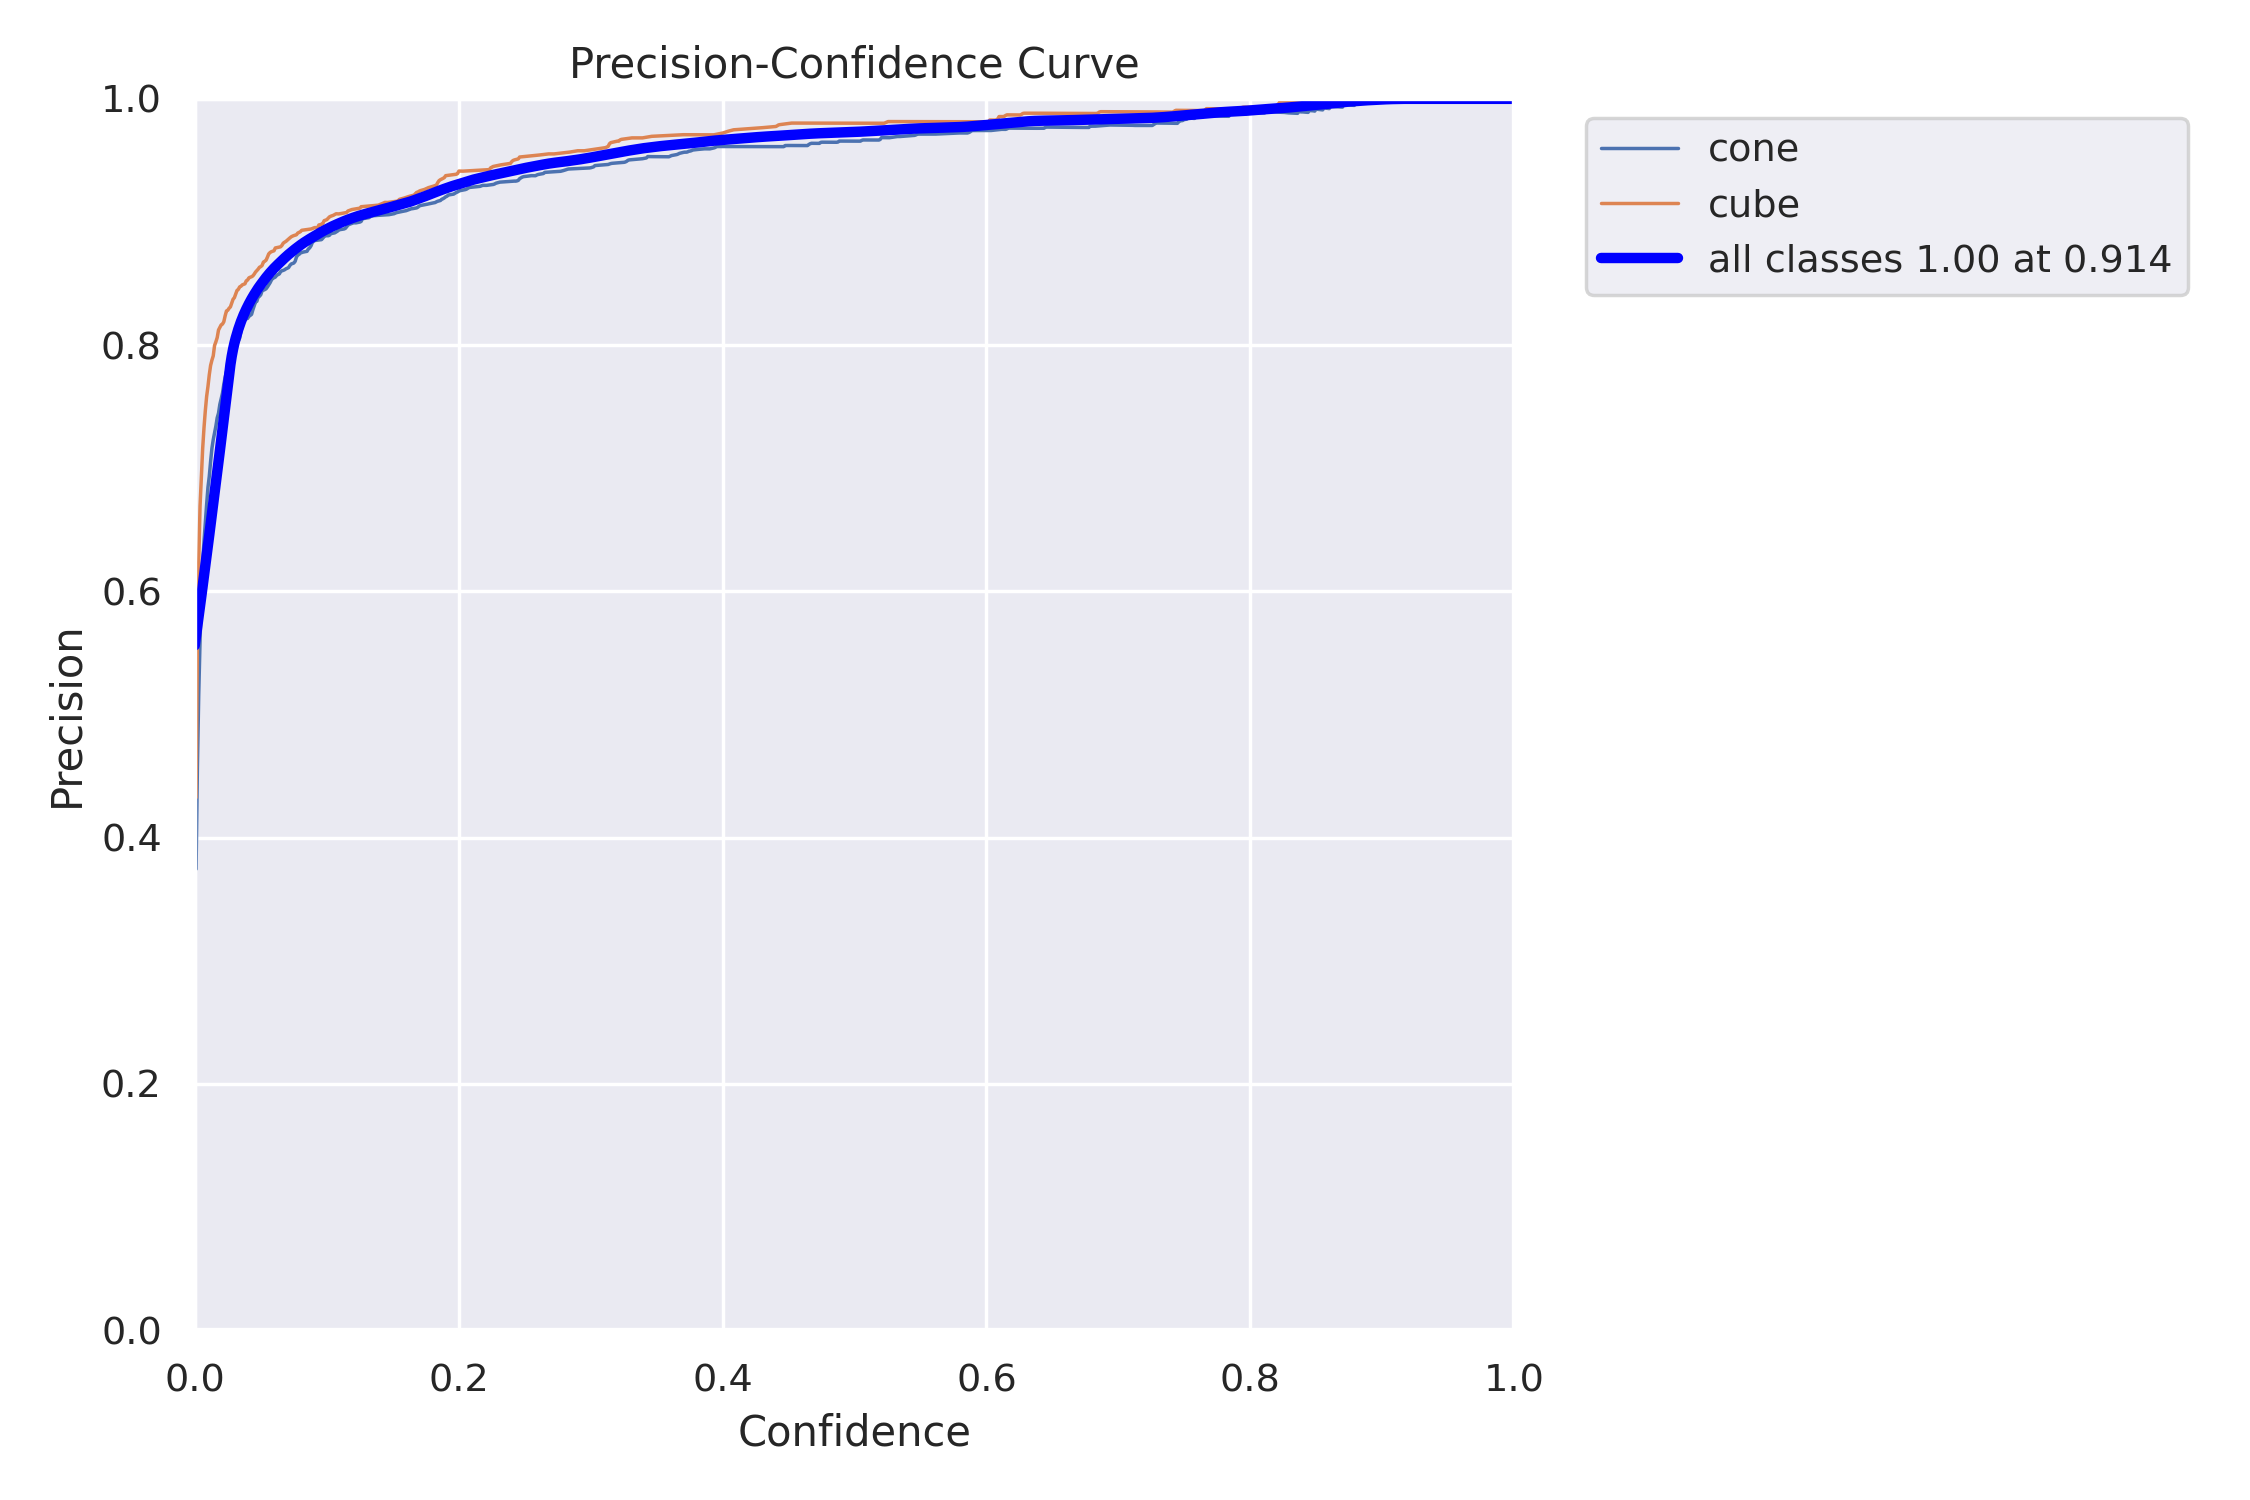 Precision-Confidence Curve
1.0
0.8
0.6
0.4
0.2
0.0
Precision
0.0 0.2 0.4 0.6 0.8 1.0
Confidence
cone
cube
all classes 1.00 at 0.914